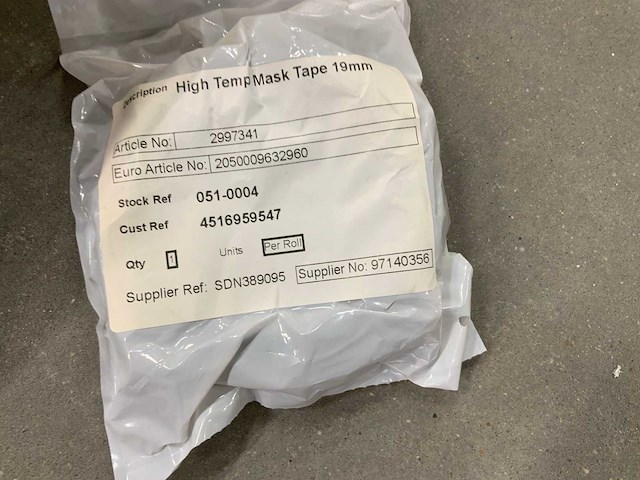 Description High Temp Mask Tape 19mm
Article No: 2997341
Euro Article No: 2050009632960
Stock Ref 051-0004
Cust Ref 4516959547
Qty 1 Units Per Roll
Supplier Ref: SDN389095 Supplier No: 97140356